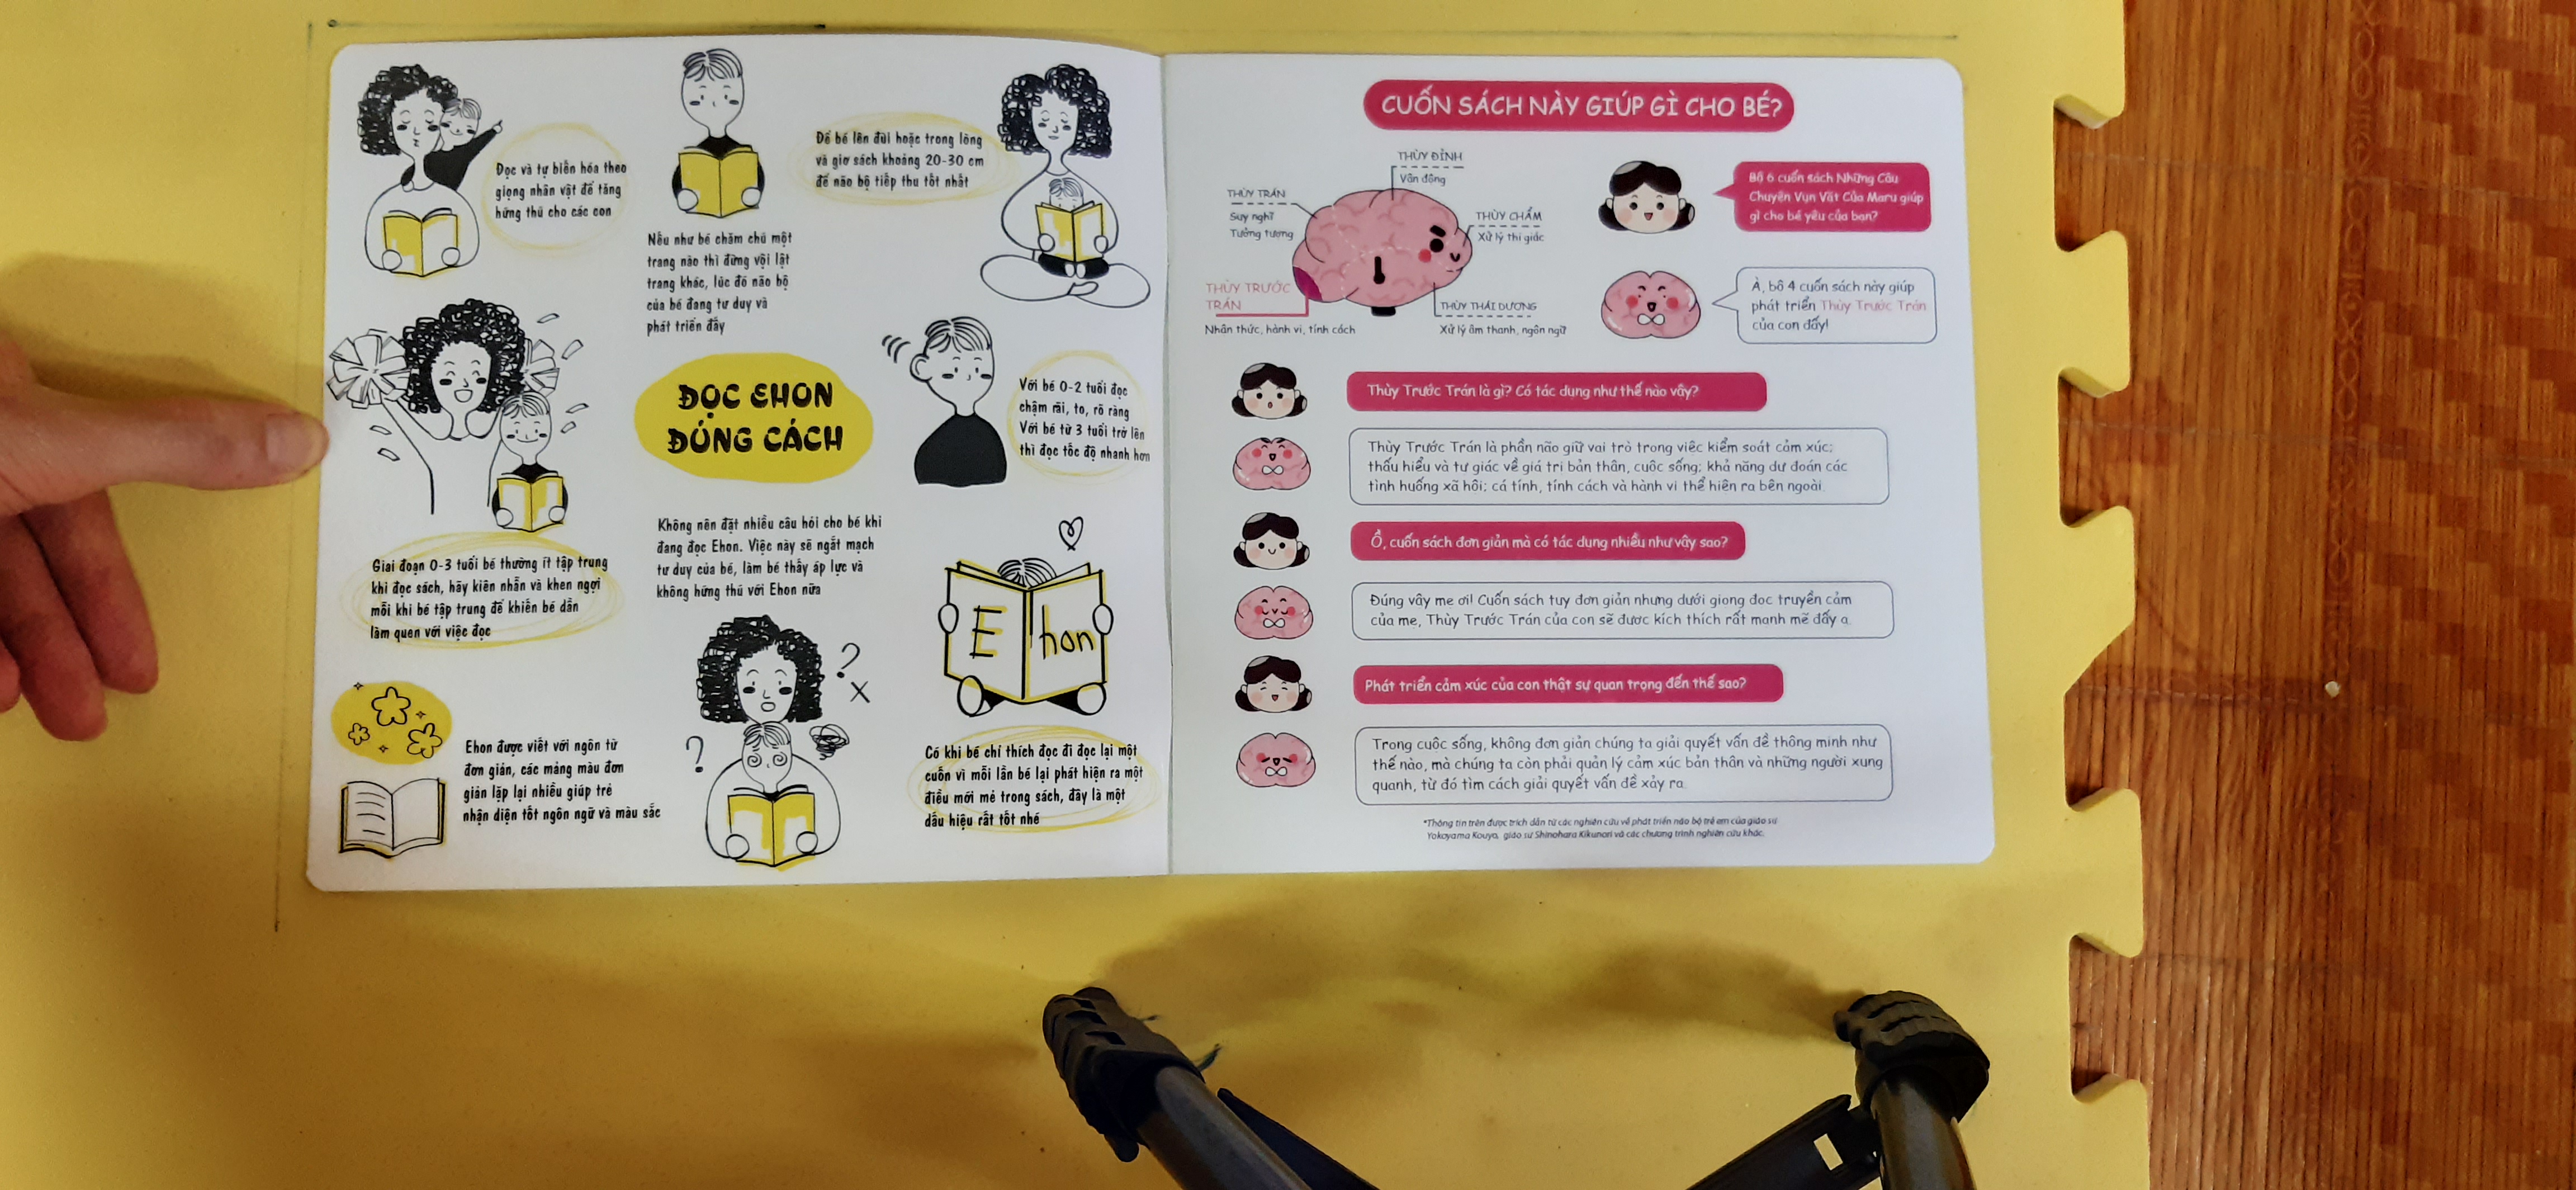 Đọc và tự biến hóa theo
giọng nhân vật để tăng
hứng thú cho các con
Nếu như bé chăm chú một
trang nào thì đừng vội lật
trang khác, lúc đó não bộ
của bé đang tư duy và
phát triển đấy
Để bé lên đùi hoặc trong lòng
và giơ sách khoảng 20-30 cm
để não bộ tiếp thu tốt nhất
ĐỌC EHON
ĐÚNG CÁCH
Với bé 0-2 tuổi đọc
chậm rãi, to, rõ ràng
Với bé từ 3 tuổi trở lên
thì đọc tốc độ nhanh hơn
Giai đoạn 0-3 tuổi bé thường ít tập trung
khi đọc sách, hãy kiên nhẫn và khen ngợi
mỗi khi bé tập trung để khiến bé dần
làm quen với việc đọc
Không nên đặt nhiều câu hỏi cho bé khi
đang đọc Ehon. Việc này sẽ ngắt mạch
tư duy của bé, làm bé thấy áp lực và
không hứng thú với Ehon nữa
E hon
? x
?
Ehon được viết với ngôn từ
đơn giản, các mảng màu đơn
giản lặp lại nhiều giúp trẻ
nhận diện tốt ngôn ngữ và màu sắc
Có khi bé chỉ thích đọc đi đọc lại một
cuốn vì mỗi lần bé lại phát hiện ra một
điều mới mẻ trong sách, đây là một
dấu hiệu rất tốt nhé
CUỐN SÁCH NÀY GIÚP GÌ CHO BÉ?
THÙY ĐỈNH
Vận động
THÙY TRÁN
Suy nghĩ
Tưởng tượng
THÙY CHẨM
Xử lý thị giác
THÙY TRƯỚC
TRÁN
Nhận thức, hành vi, tính cách
THÙY THÁI DƯƠNG
Xử lý âm thanh, ngôn ngữ
Bộ 6 cuốn sách Những Câu
Chuyện Vụn Vặt Của Maru giúp
gì cho bé yêu của bạn?
À, bộ 4 cuốn sách này giúp
phát triển Thùy Trước Trán
của con đấy!
Thùy Trước Trán là gì? Có tác dụng như thế nào vậy?
Thùy Trước Trán là phần não giữ vai trò trong việc kiểm soát cảm xúc;
thấu hiểu và tự giác về giá trị bản thân, cuộc sống; khả năng dự đoán các
tình huống xã hội; cá tính, tính cách và hành vi thể hiện ra bên ngoài.
Ồ, cuốn sách đơn giản mà có tác dụng nhiều như vậy sao?
Đúng vậy mẹ ơi! Cuốn sách tuy đơn giản nhưng dưới giọng đọc truyền cảm
của mẹ, Thùy Trước Trán của con sẽ được kích thích rất mạnh mẽ đấy ạ.
Phát triển cảm xúc của con thật sự quan trọng đến thế sao?
Trong cuộc sống, không đơn giản chúng ta giải quyết vấn đề thông minh như
thế nào, mà chúng ta còn phải quản lý cảm xúc bản thân và những người xung
quanh, từ đó tìm cách giải quyết vấn đề xảy ra.
*Thông tin trên được trích dẫn từ các nghiên cứu về phát triển não bộ trẻ em của giáo sư
Yokoyama Kouya, giáo sư Shinohara Kikunori và các chương trình nghiên cứu khác.